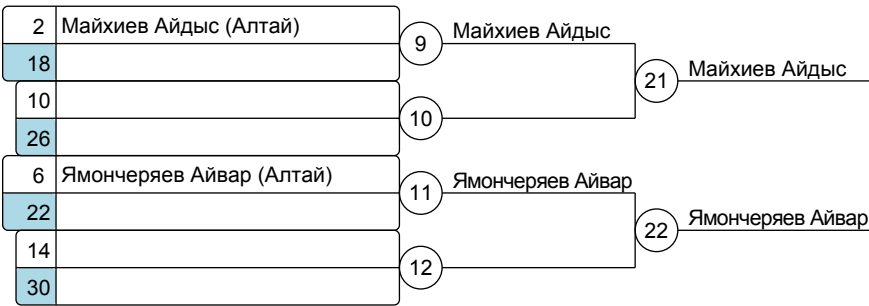 2 Майхиев Айдыс (Алтай)
18
9 Майхиев Айдыс
10
26
10
21 Майхиев Айдыс
6 Ямончеряев Айвар (Алтай)
22
11 Ямончеряев Айвар
14
30
12
22 Ямончеряев Айвар